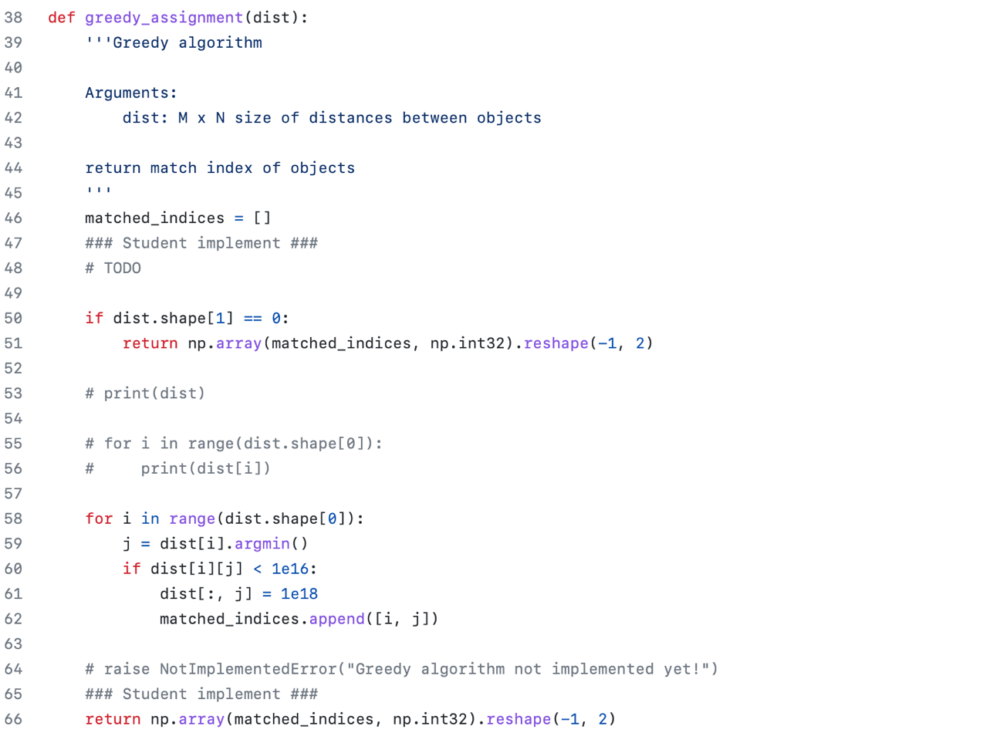 38 def greedy_assignment(dist):
39     '''Greedy algorithm
40
41     Arguments:
42         dist: M x N size of distances between objects
43
44     return match index of objects
45     '''
46     matched_indices = []
47     ### Student implement ###
48     # TODO
49
50     if dist.shape[1] == 0:
51         return np.array(matched_indices, np.int32).reshape(-1, 2)
52
53     # print(dist)
54
55     # for i in range(dist.shape[0]):
56     #     print(dist[i])
57
58     for i in range(dist.shape[0]):
59         j = dist[i].argmin()
60         if dist[i][j] < 1e16:
61             dist[:, j] = 1e18
62             matched_indices.append([i, j])
63
64     # raise NotImplementedError("Greedy algorithm not implemented yet!")
65     ### Student implement ###
66     return np.array(matched_indices, np.int32).reshape(-1, 2)